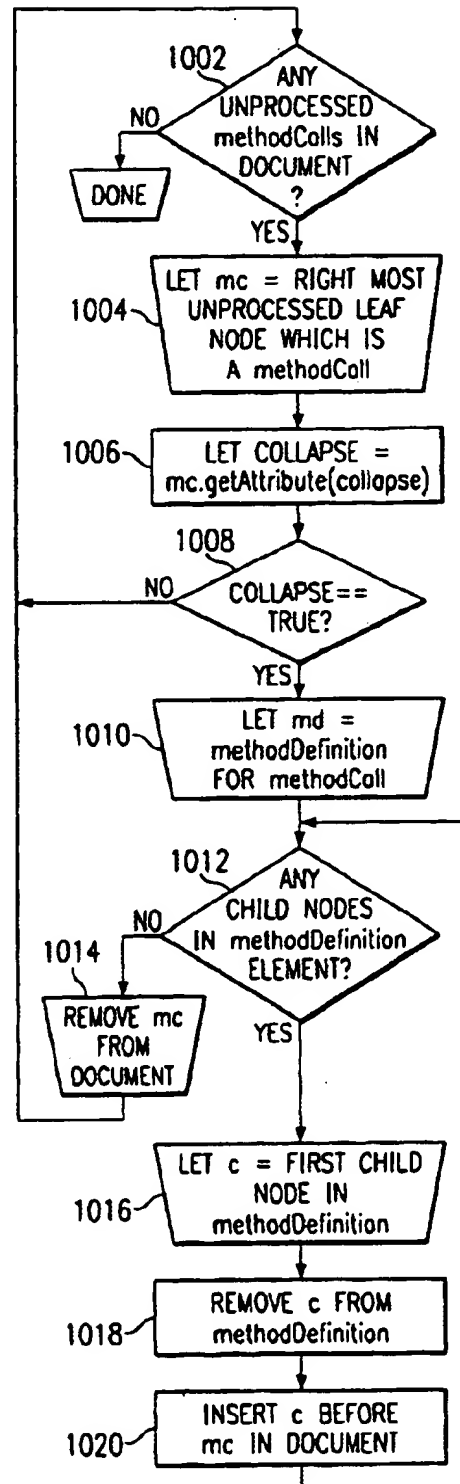 1002
ANY
UNPROCESSED
methodCalls IN
DOCUMENT
?
NO
DONE
YES
LET mc = RIGHT MOST
UNPROCESSED LEAF
NODE WHICH IS
A methodCall
1004
LET COLLAPSE =
mc.getAttribute(collapse)
1006
1008
COLLAPSE==
TRUE?
NO
YES
LET md =
methodDefinition
FOR methodCall
1010
1012
ANY
CHILD NODES
IN methodDefinition
ELEMENT?
NO
1014
REMOVE mc
FROM
DOCUMENT
YES
LET c = FIRST CHILD
NODE IN
methodDefinition
1016
REMOVE c FROM
methodDefinition
1018
INSERT c BEFORE
mc IN DOCUMENT
1020